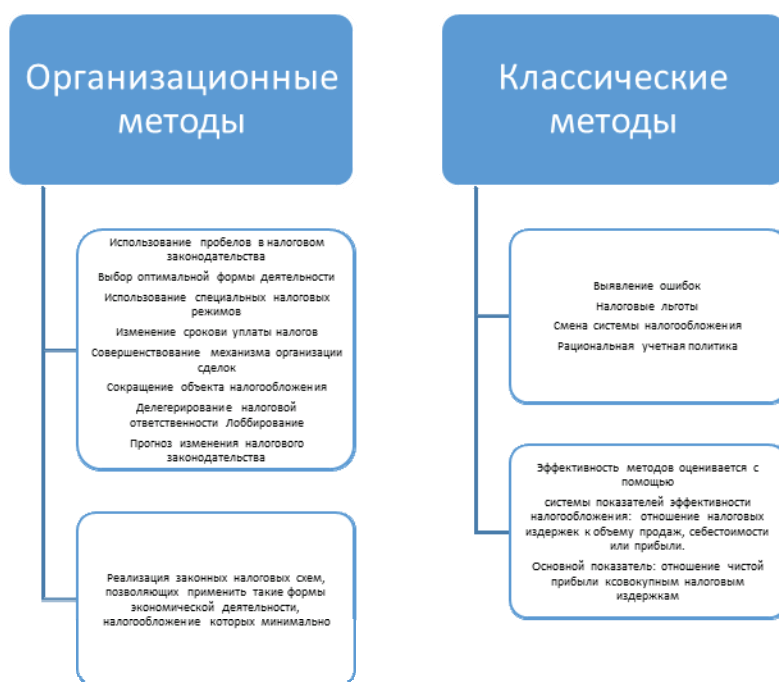 Организационные
методы
Использование пробелов в налоговом
законодательства
Выбор оптимальной формы деятельности
Использование специальных налоговых
режимов
Изменение срокови уплаты налогов
Совершенствование механизма организации
сделок
Сокращение объекта налогообложения
Делегерирование налоговой
ответственности Лоббирование
Прогноз изменения налогового
законодательства
Реализация законных налоговых схем,
позволяющих применить такие формы
экономической деятельности,
налогообложение которых минимально
Классические
методы
Выявление ошибок
Налоговые льготы
Смена системы налогообложения
Рациональная учетная политика
Эффективность методов оценивается с
помощью
системы показателей эффективности
налогообложения: отношение налоговых
издержек к объему продаж, себестоимости
или прибыли.
Основной показатель: отношение чистой
прибыли ксовокупным налоговым
издержкам